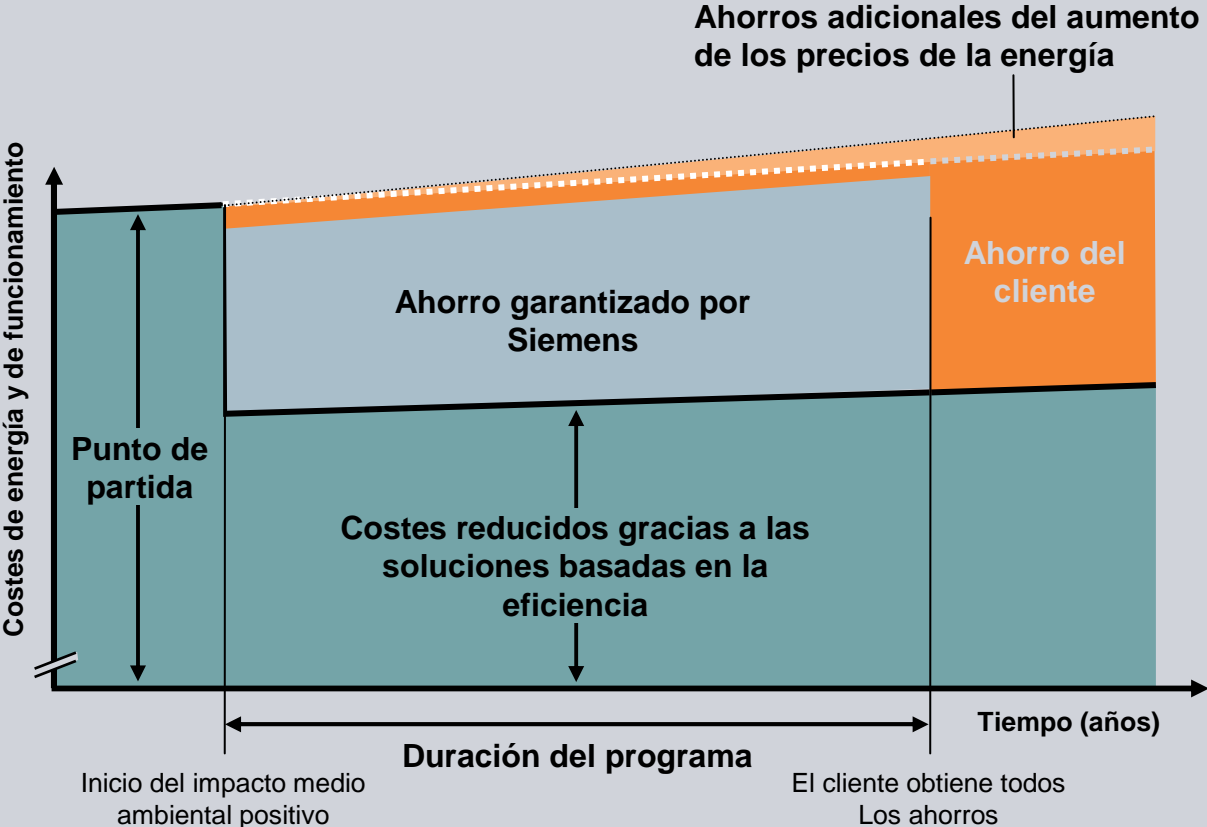 Ahorros adicionales del aumento
de los precios de la energía
Costes de energía y de funcionamiento
Ahorro del
cliente
Ahorro garantizado por
Siemens
Punto de
partida
Costes reducidos gracias a las
soluciones basadas en la
eficiencia
Tiempo (años)
Duración del programa
Inicio del impacto medio
ambiental positivo
El cliente obtiene todos
Los ahorros